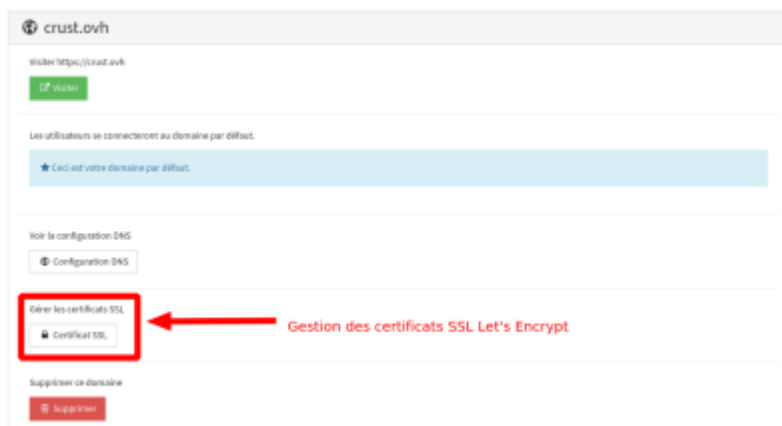 crust.ovh
Visiter https://crust.ovh
Visiter
Les utilisateurs se connecteront au domaine par défaut.
Ceci est votre domaine par défaut.
Voir la configuration DNS
Configuration DNS
Gérer les certificats SSL
Certificat SSL
Gestion des certificats SSL Let's Encrypt
Supprimer ce domaine
Supprimer